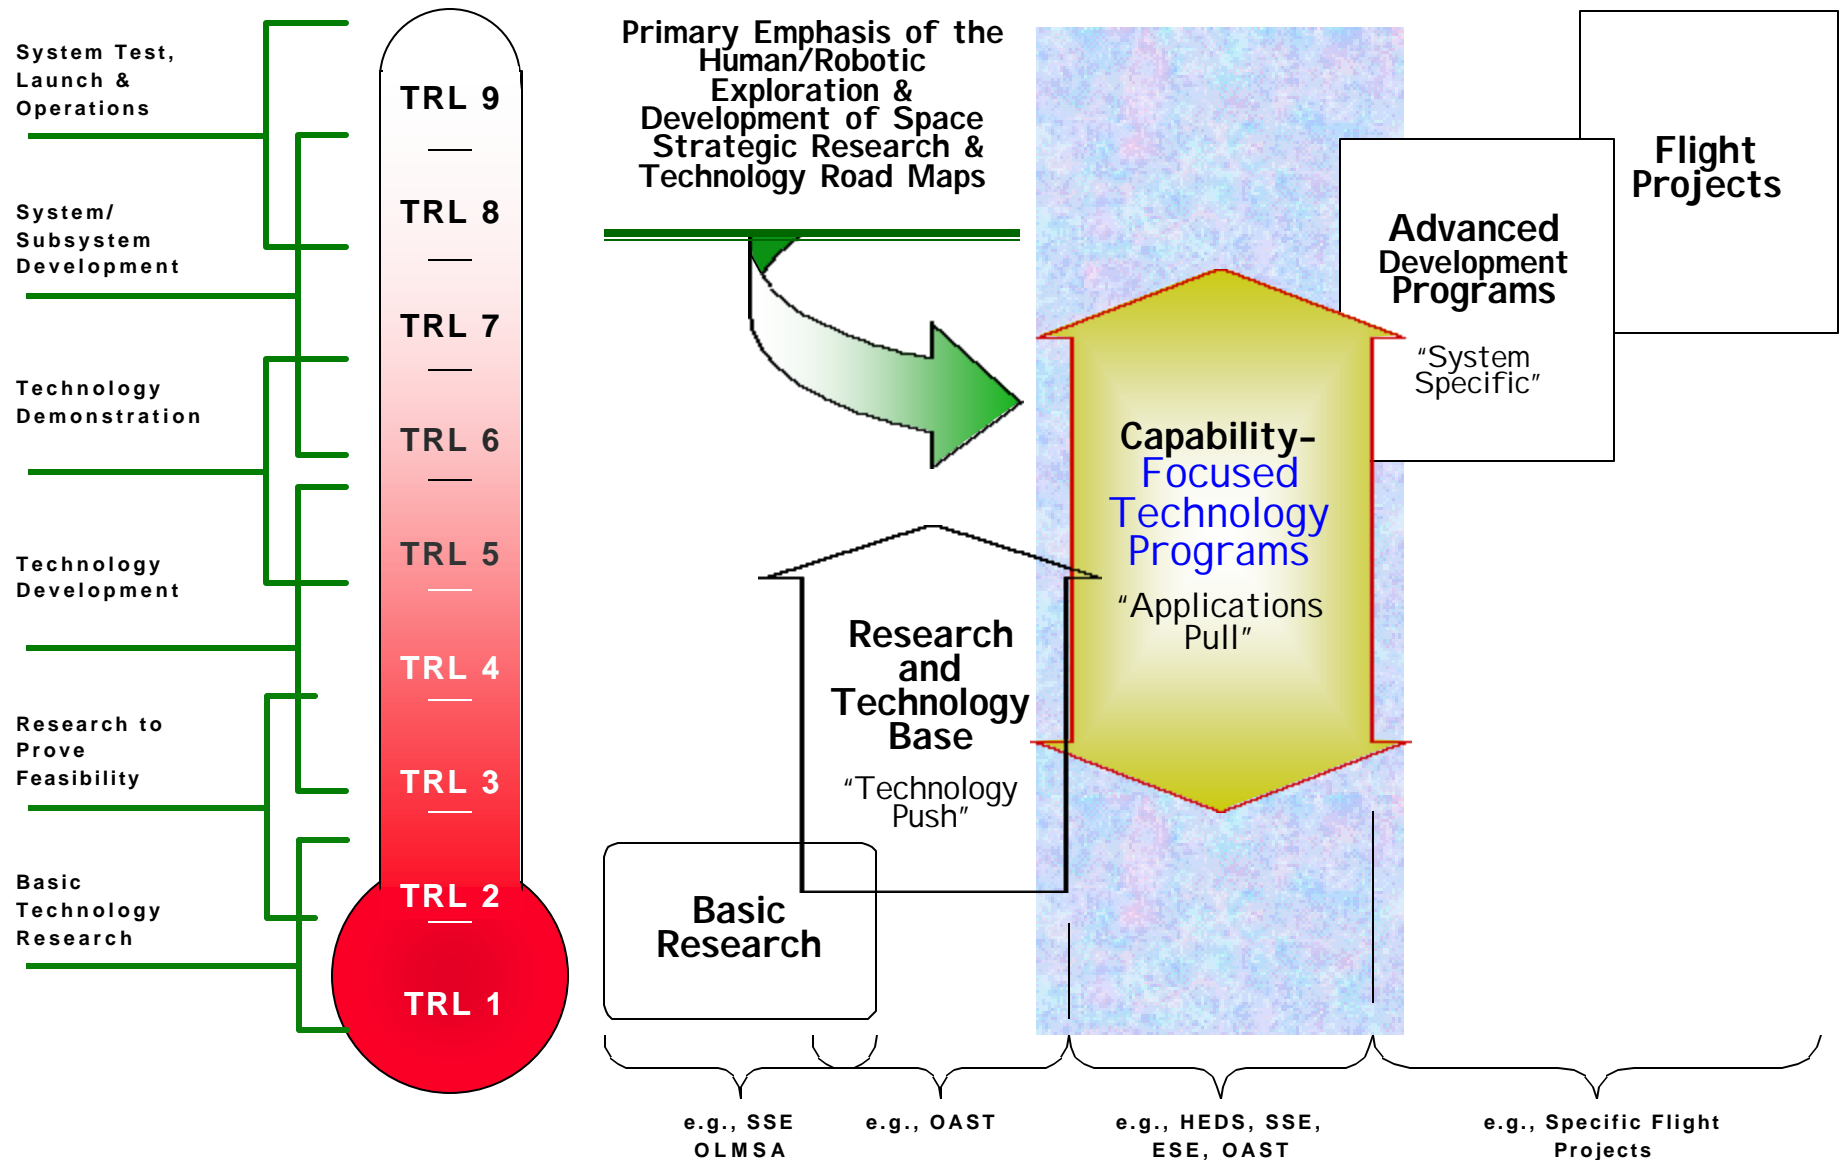 System Test,
Launch &
Operations
System/
Subsystem
Development
Technology
Demonstration
Technology
Development
Research to
Prove
Feasibility
Basic
Technology
Research
TRL 9
TRL 8
TRL 7
TRL 6
TRL 5
TRL 4
TRL 3
TRL 2
TRL 1
Primary Emphasis of the
Human/Robotic
Exploration &
Development of Space
Strategic Research &
Technology Road Maps
Basic
Research
Research
and
Technology
Base
“Technology
Push”
Capability-
Focused
Technology
Programs
“Applications
Pull”
Advanced
Development
Programs
“System
Specific”
Flight
Projects
e.g., SSE
OLMSA
e.g., OAST
e.g., HEDS, SSE,
ESE, OAST
e.g., Specific Flight
Projects